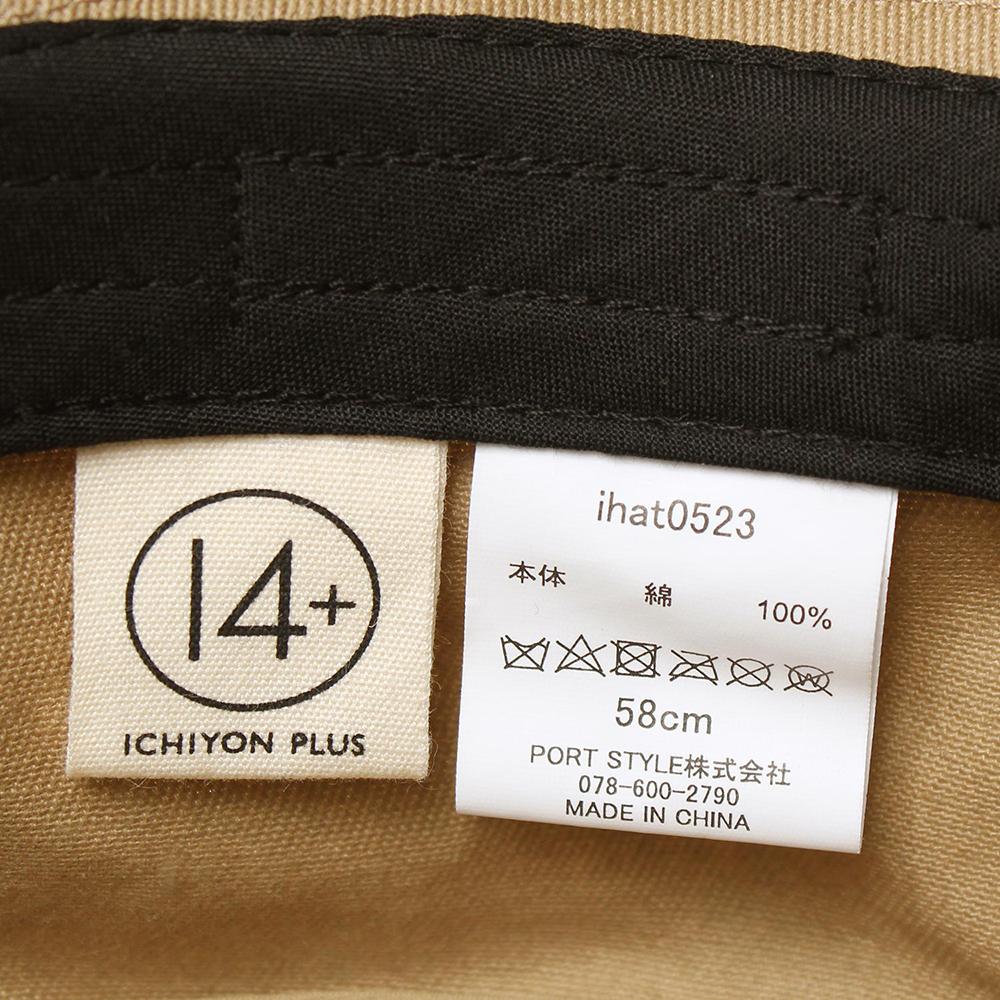 14+
ICHIYON PLUS
ihat0523
本体 綿 100%
58cm
PORT STYLE株式会社
078-600-2790
MADE IN CHINA